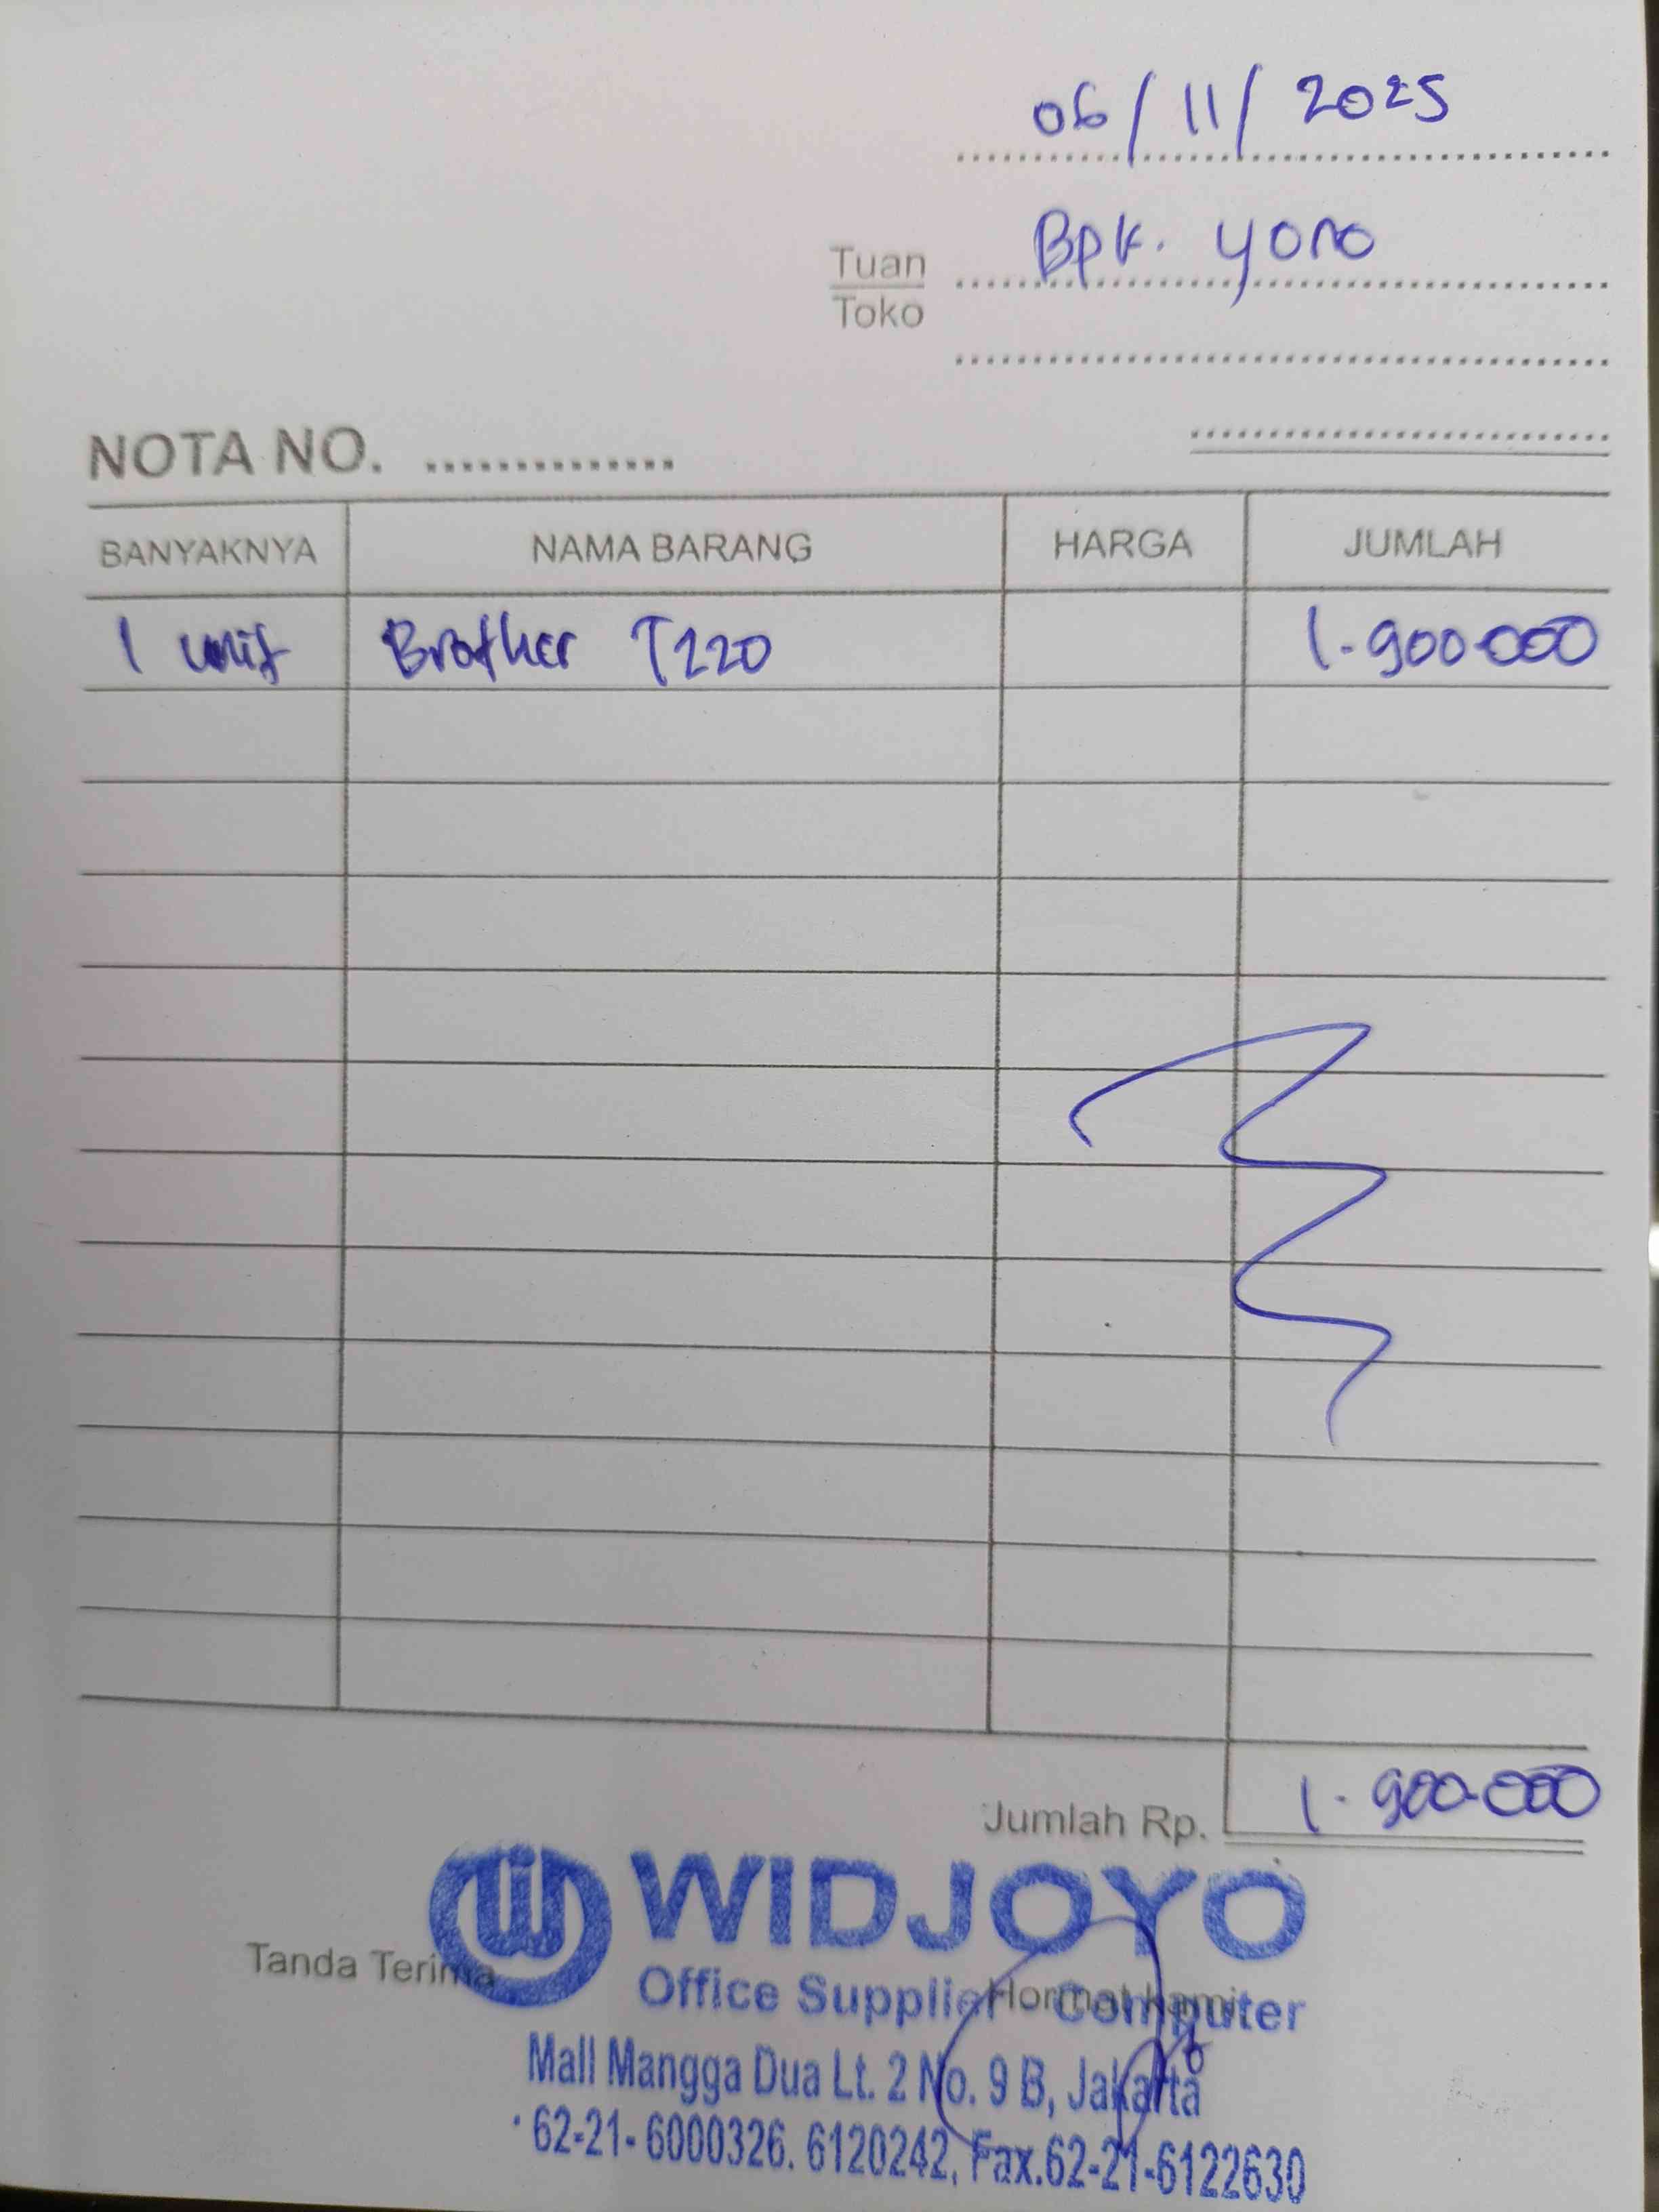 06/11/2025
Tuan Bpk. yono
Toko
NOTA NO. ..............
BANYAKNYA NAMA BARANG HARGA JUMLAH
1 unit Brother T220 1.900.000
Jumlah Rp. 1.900.000
WIDJOYO
Tanda Terima
Hormat kami
Office Supplies Computer
Mall Mangga Dua Lt. 2 No. 9 B, Jakarta
62-21-6000326. 6120242, Fax.62-21-6122630